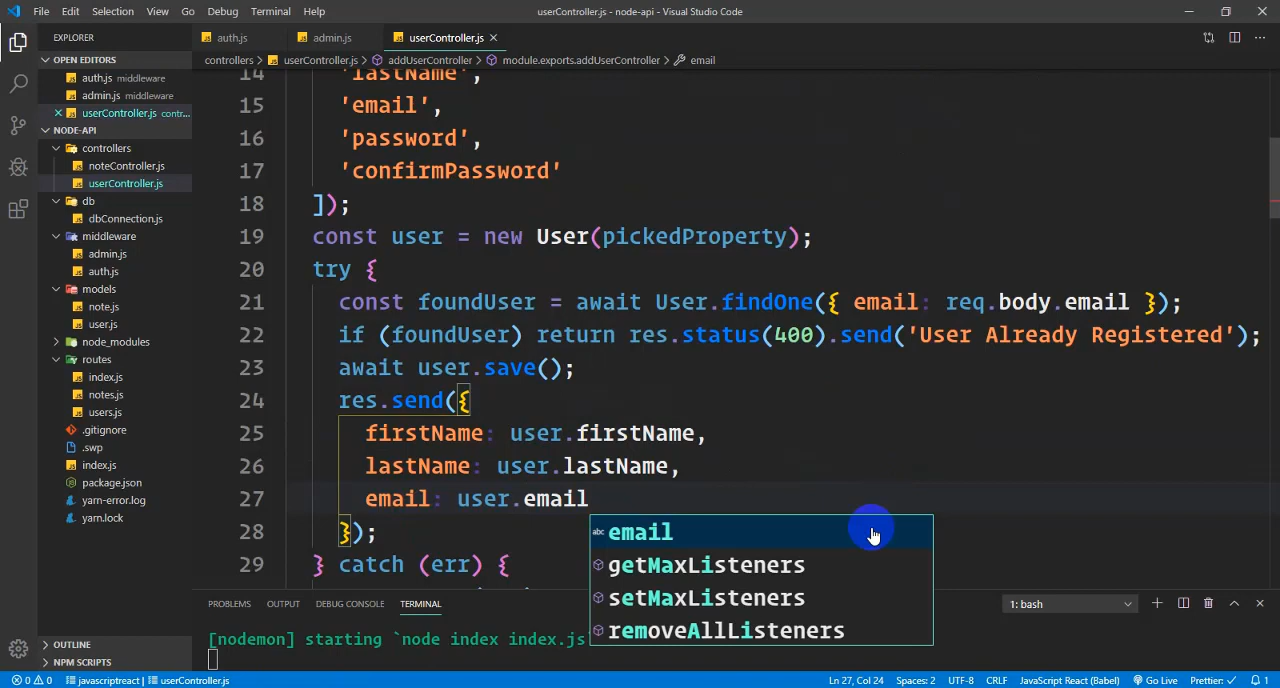 File Edit Selection View Go Debug Terminal Help
userController.js - node-api - Visual Studio Code
EXPLORER
auth.js
admin.js
userController.js
OPEN EDITORS
controllers > userController.js > addUserController > module.exports.addUserController > email
auth.js middleware
admin.js middleware
userController.js contr...
NODE-API
controllers
noteController.js
userController.js
db
dbConnection.js
middleware
admin.js
auth.js
models
note.js
user.js
node_modules
routes
index.js
notes.js
users.js
.gitignore
.swp
index.js
package.json
yarn-error.log
yarn.lock
OUTLINE
NPM SCRIPTS
14 'lastName',
15 'email',
16 'password',
17 'confirmPassword'
18 ]);
19 const user = new User(pickedProperty);
20 try {
21 const foundUser = await User.findOne({ email: req.body.email });
22 if (foundUser) return res.status(400).send('User Already Registered');
23 await user.save();
24 res.send({
25 firstName: user.firstName,
26 lastName: user.lastName,
27 email: user.email
28 });
29 } catch (err) {
abc email
getMaxListeners
setMaxListeners
removeAllListeners
PROBLEMS OUTPUT DEBUG CONSOLE TERMINAL
1: bash
[nodemon] starting `node index index.js
0 0 javascriptreact | userController.js
Ln 27, Col 24 Spaces: 2 UTF-8 CRLF JavaScript React (Babel) Go Live Prettier: ✓ 1